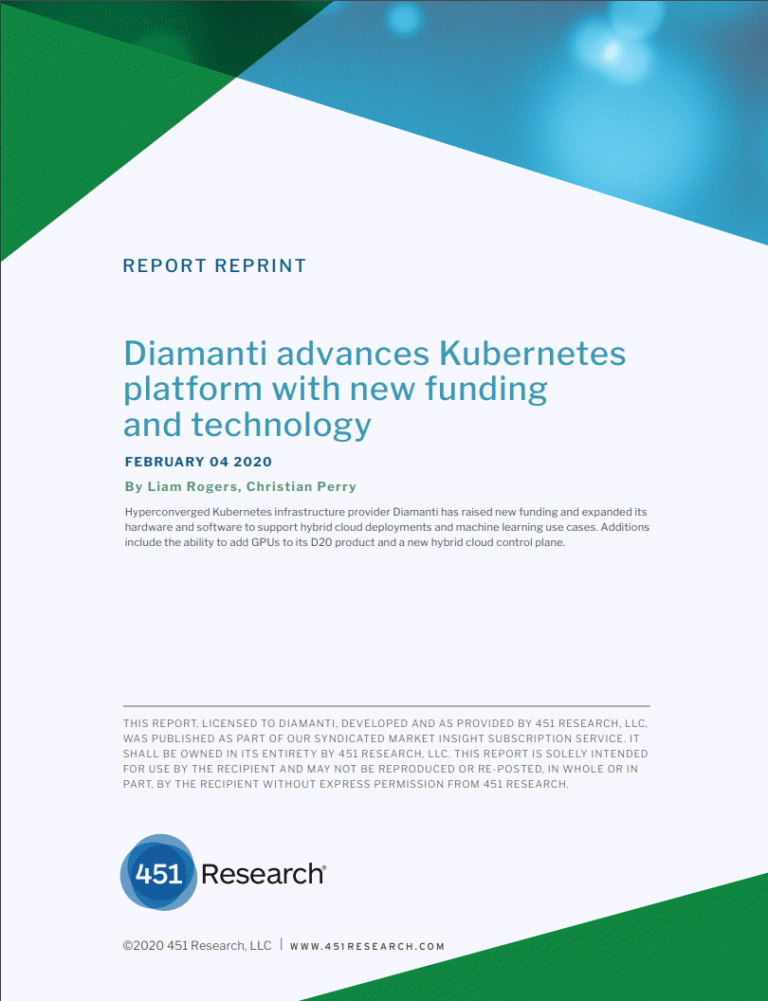 REPORT REPRINT
Diamanti advances Kubernetes
platform with new funding
and technology
FEBRUARY 04 2020
By Liam Rogers, Christian Perry
Hyperconverged Kubernetes infrastructure provider Diamanti has raised new funding and expanded its
hardware and software to support hybrid cloud deployments and machine learning use cases. Additions
include the ability to add GPUs to its D20 product and a new hybrid cloud control plane.
THIS REPORT, LICENSED TO DIAMANTI, DEVELOPED AND AS PROVIDED BY 451 RESEARCH, LLC,
WAS PUBLISHED AS PART OF OUR SYNDICATED MARKET INSIGHT SUBSCRIPTION SERVICE. IT
SHALL BE OWNED IN ITS ENTIRETY BY 451 RESEARCH, LLC. THIS REPORT IS SOLELY INTENDED
FOR USE BY THE RECIPIENT AND MAY NOT BE REPRODUCED OR RE-POSTED, IN WHOLE OR IN
PART, BY THE RECIPIENT WITHOUT EXPRESS PERMISSION FROM 451 RESEARCH.
451 Research®
©2020 451 Research, LLC | WWW.451RESEARCH.COM